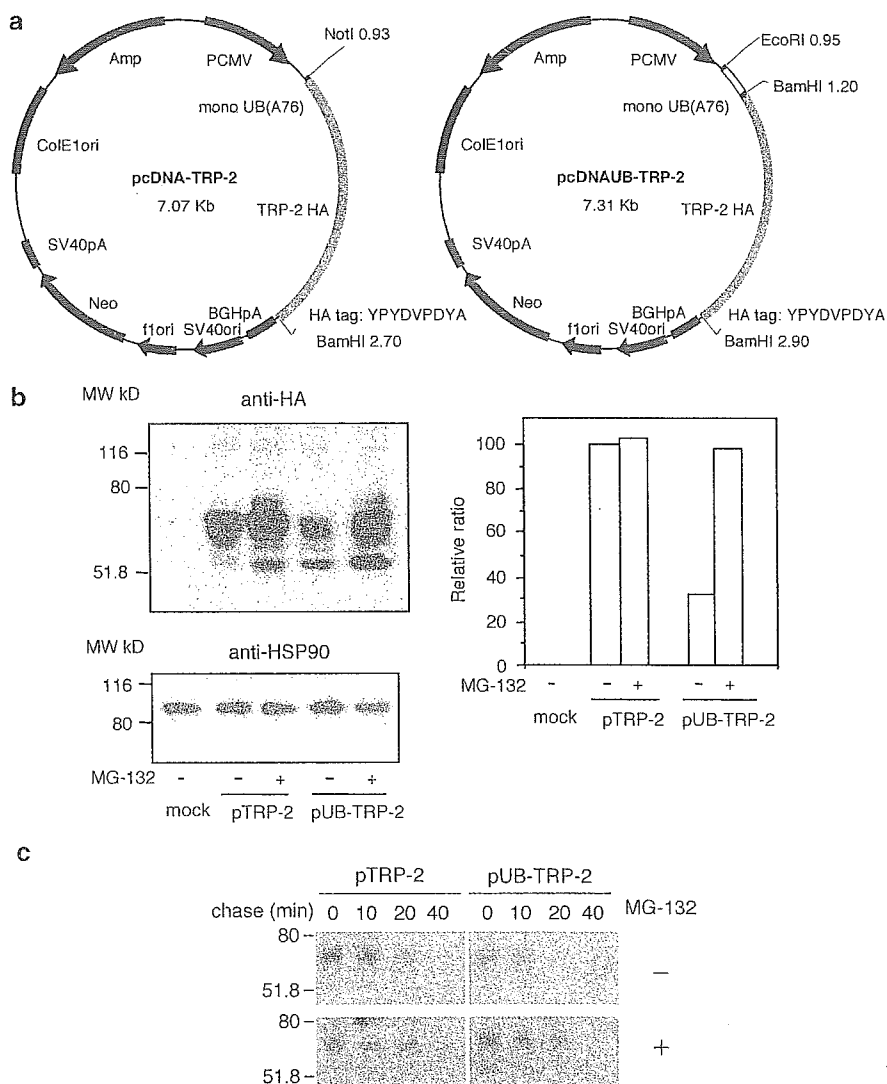 a
Amp
PCMV
NotI 0.93
mono UB(A76)
ColE1ori
pcDNA-TRP-2
7.07 Kb
TRP-2 HA
SV40pA
Neo
f1ori
SV40ori
BGHpA
HA tag: YPYDVPDYA
BamHI 2.70
Amp
PCMV
EcoRI 0.95
BamHI 1.20
mono UB(A76)
ColE1ori
pcDNAUB-TRP-2
7.31 Kb
TRP-2 HA
SV40pA
Neo
f1ori
SV40ori
BGHpA
HA tag: YPYDVPDYA
BamHI 2.90
b
MW kD
anti-HA
116
80
51.8
MW kD
anti-HSP90
116
80
MG-132 - - + - +
mock pTRP-2 pUB-TRP-2
Relative ratio
100
80
60
40
20
0
MG-132 - - + - +
mock pTRP-2 pUB-TRP-2
c
pTRP-2 pUB-TRP-2
chase (min) 0 10 20 40 0 10 20 40 MG-132
80
51.8
−
80
51.8
+